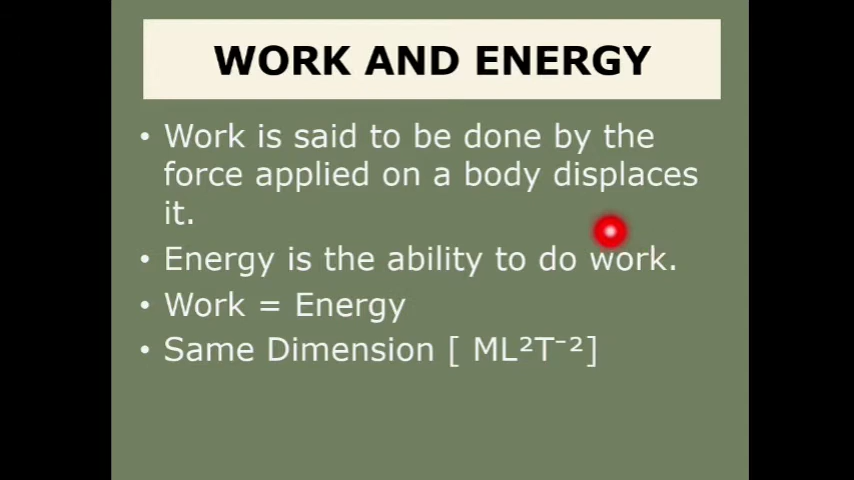 WORK AND ENERGY
• Work is said to be done by the
force applied on a body displaces
it.
• Energy is the ability to do work.
• Work = Energy
• Same Dimension [ ML²T⁻²]